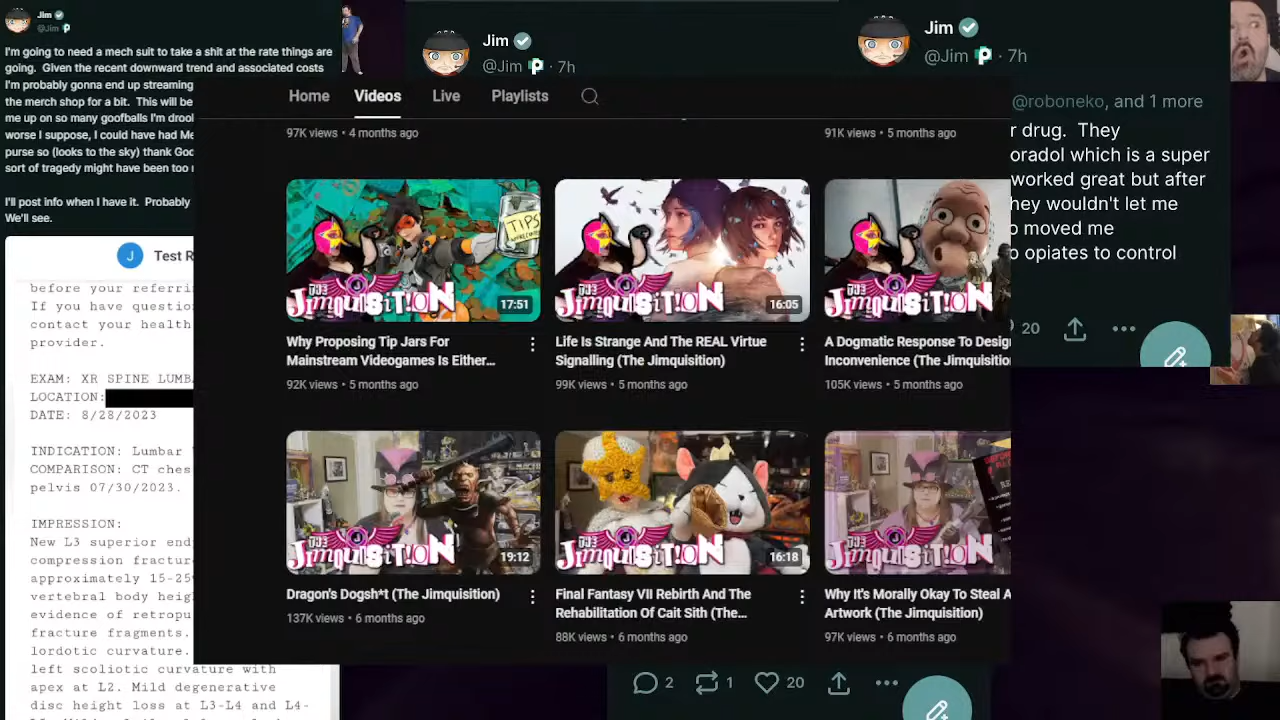 Jim
@Jim
I'm going to need a mech suit to take a shit at the rate things are
going. Given the recent downward trend and associated costs
I'm probably gonna end up streaming
the merch shop for a bit. This will be
me up on so many goofballs I'm drool
worse I suppose, I could have had Me
purse so (looks to the sky) thank God
sort of tragedy might have been too
I'll post info when I have it. Probably
We'll see.
J Test R
before your referri
If you have questio
contact your health
provider.
EXAM: XR SPINE LUMBA
LOCATION:
DATE: 8/28/2023
INDICATION: Lumbar
COMPARISON: CT ches
pelvis 07/30/2023.
IMPRESSION:
New L3 superior end
compression fractur
approximately 15-25%
vertebral body heig
evidence of retropu
fracture fragments.
lordotic curvature.
left scoliotic curvature with
apex at L2. Mild degenerative
disc height loss at L3-L4 and L4-
Jim
@Jim · 7h
Jim
@Jim · 7h
@roboneko, and 1 more
r drug. They
oradol which is a super
worked great but after
hey wouldn't let me
o moved me
o opiates to control
20
Home Videos Live Playlists
97K views • 4 months ago
91K views • 5 months ago
TIPS
THE JIMQUISITION
17:51
THE JIMQUISITION
16:05
THE JIMQUISITION
Why Proposing Tip Jars For
Mainstream Videogames Is Either...
92K views • 5 months ago
Life Is Strange And The REAL Virtue
Signalling (The Jimquisition)
99K views • 5 months ago
A Dogmatic Response To Desig
Inconvenience (The Jimquisitio
105K views • 5 months ago
THE JIMQUISITION
19:12
THE JIMQUISITION
16:18
THE JIMQUISITION
Dragon's Dogsh*t (The Jimquisition)
137K views • 6 months ago
Final Fantasy VII Rebirth And The
Rehabilitation Of Cait Sith (The...
88K views • 6 months ago
Why It's Morally Okay To Steal A
Artwork (The Jimquisition)
97K views • 6 months ago
2 1 20